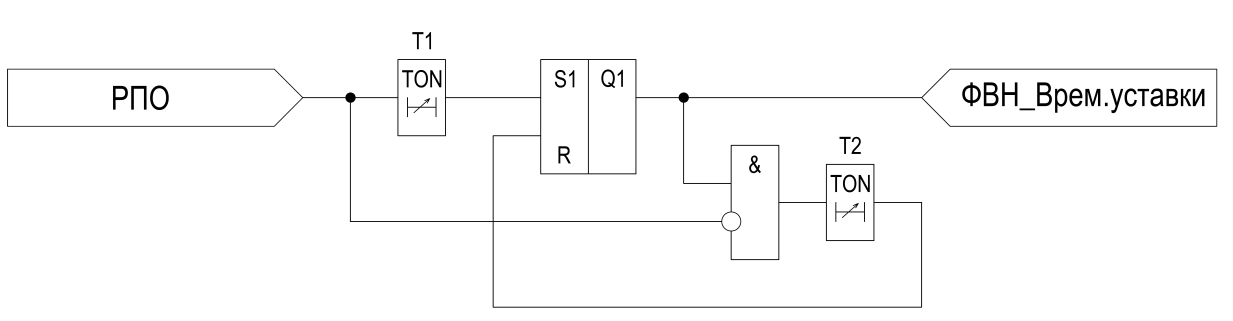 T1
РПО
TON
S1
Q1
ФВН_Врем.уставки
R
&
T2
TON